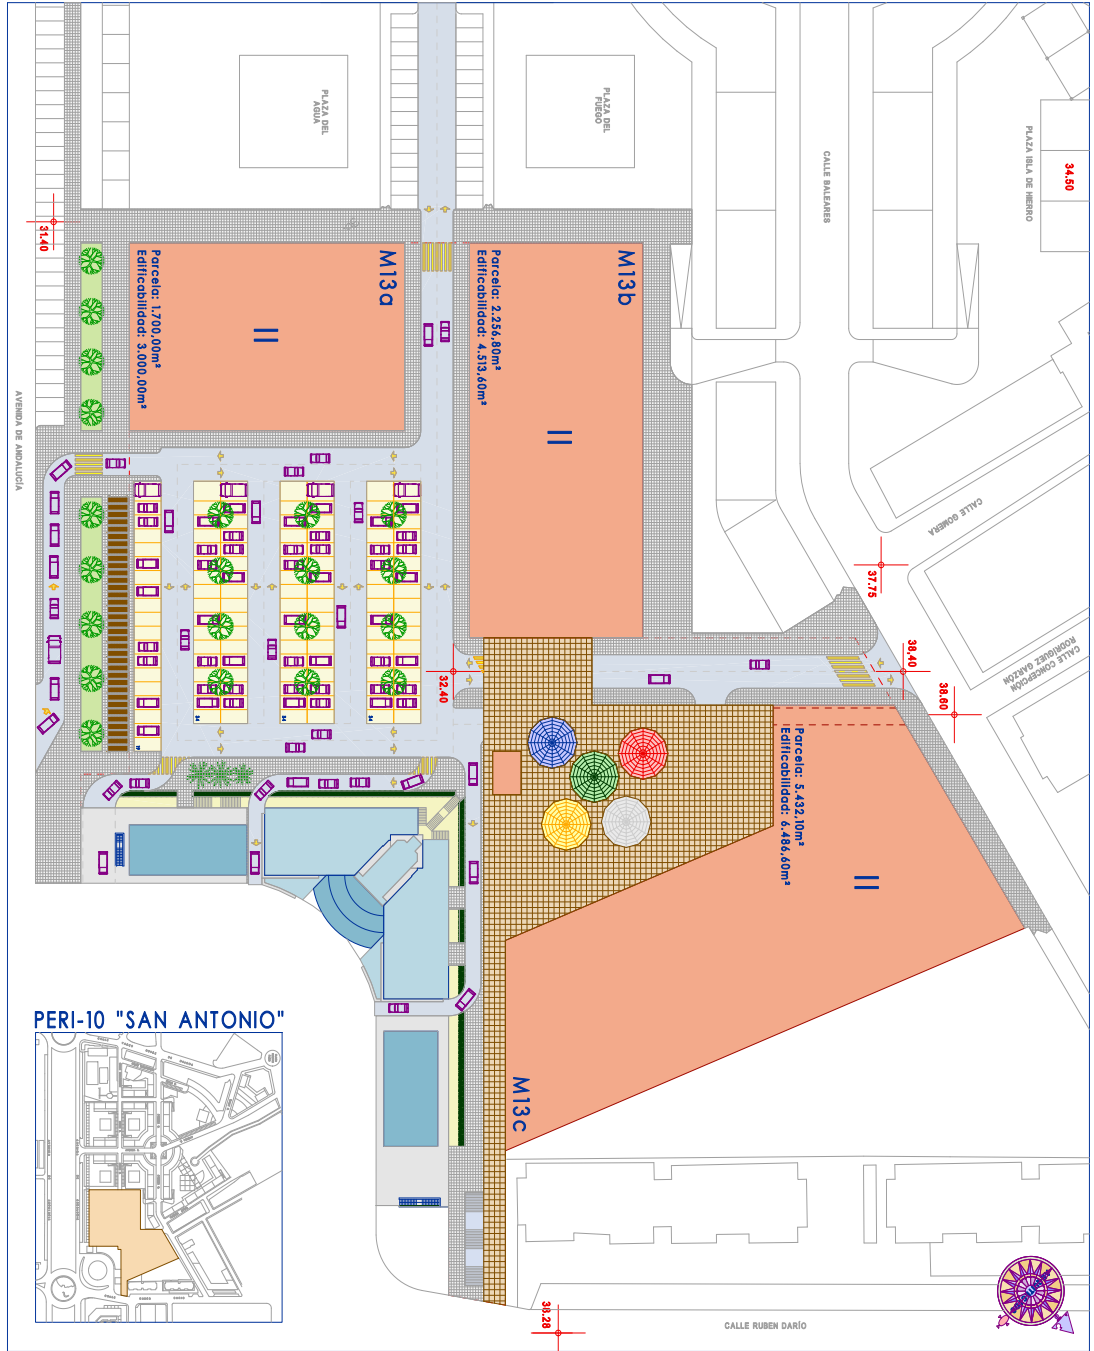 PLAZA DEL
AGUA
PLAZA DEL
FUEGO
CALLE BALEARES
PLAZA ISLA DE HIERRO
34.50
31.40
M13a
Parcela: 1.700,00m²
Edificabilidad: 3.000,00m²
II
M13b
Parcela: 2.256,80m²
Edificabilidad: 4.513,60m²
II
AVENIDA DE ANDALUCÍA
CALLE GOMERA
37.75
CALLE CONCEPCIÓN
RODRÍGUEZ GARZÓN
38.40
38.60
32.40
Parcela: 5.432,10m²
Edificabilidad: 6.486,60m²
II
M13c
PERI-10 "SAN ANTONIO"
38.28
CALLE RUBEN DARÍO